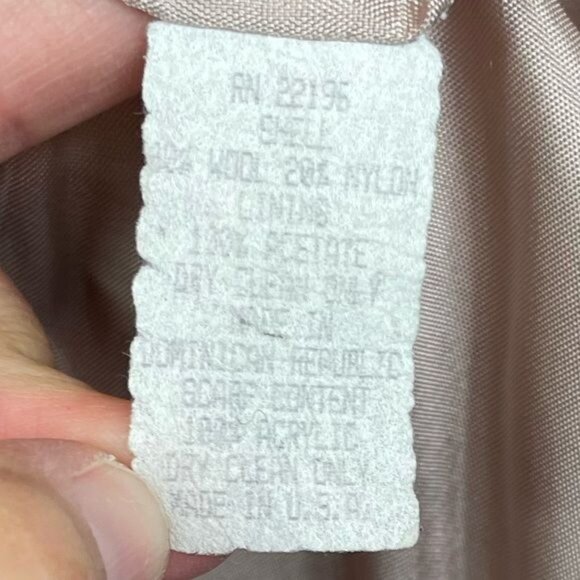 RN 22196
SHELL
80% WOOL 20% NYLON
LINING
100% ACETATE
DRY CLEAN ONLY
MADE IN
DOMINICAN REPUBLIC
SCARF CONTENT
100% ACRYLIC
DRY CLEAN ONLY
MADE IN U.S.A.